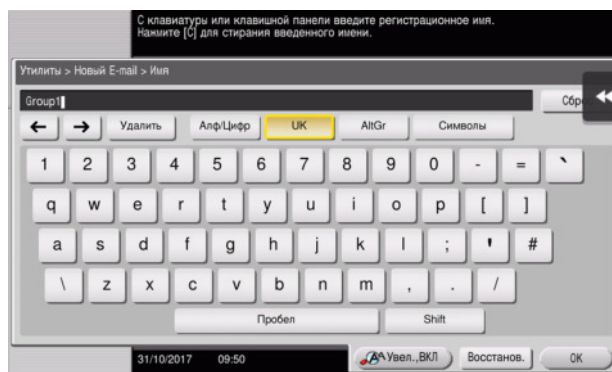 С клавиатуры или клавишной панели введите регистрационное имя.
Нажмите [C] для стирания введенного имени.
Утилиты > Новый E-mail > Имя
Group1
← → Удалить Алф/Цифр UK AltGr Символы
1 2 3 4 5 6 7 8 9 0 - = `
q w e r t y u i o p [ ]
a s d f g h j k l ; ' #
\ z x c v b n m , . /
Пробел Shift
31/10/2017 09:50 Увел.,ВКЛ Восстанов. OK